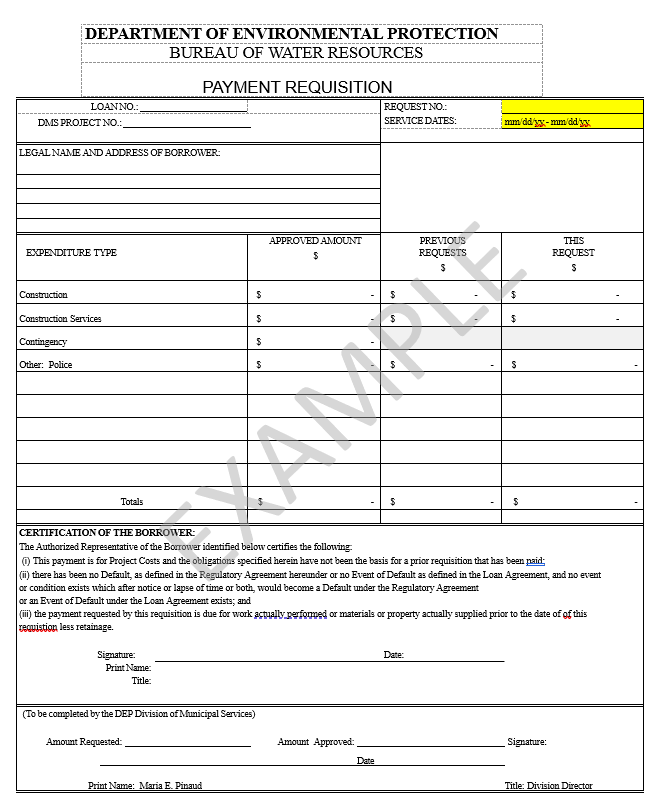 DEPARTMENT OF ENVIRONMENTAL PROTECTION
BUREAU OF WATER RESOURCES
PAYMENT REQUISITION
LOAN NO.: REQUEST NO.:
DMS PROJECT NO.: SERVICE DATES: mm/dd/yy - mm/dd/yy
LEGAL NAME AND ADDRESS OF BORROWER:
EXPENDITURE TYPE APPROVED AMOUNT $ PREVIOUS REQUESTS $ THIS REQUEST $
Construction $ - $ - $ -
Construction Services $ - $ - $ -
Contingency $ -
Other: Police $ - $ - $ -
Totals $ - $ - $ -
EXAMPLE
CERTIFICATION OF THE BORROWER:
The Authorized Representative of the Borrower identified below certifies the following:
(i) This payment is for Project Costs and the obligations specified herein have not been the basis for a prior requisition that has been paid;
(ii) there has been no Default, as defined in the Regulatory Agreement hereunder or no Event of Default as defined in the Loan Agreement, and no event
or condition exists which after notice or lapse of time or both, would become a Default under the Regulatory Agreement
or an Event of Default under the Loan Agreement exists; and
(iii) the payment requested by this requisition is due for work actually performed or materials or property actually supplied prior to the date of of this
requistion less retainage.
Signature: Date:
Print Name:
Title:
(To be completed by the DEP Division of Municipal Services)
Amount Requested: Amount Approved: Signature:
Date
Print Name: Maria E. Pinaud Title: Division Director